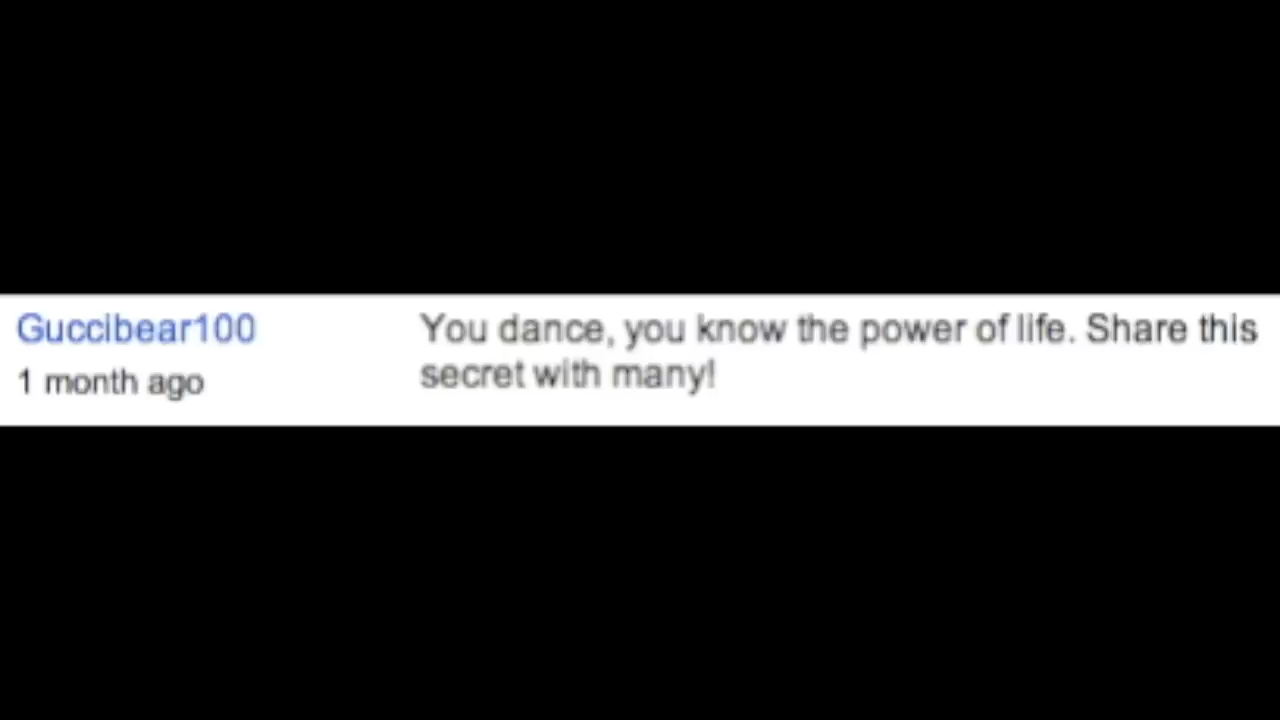 Guccibear100
1 month ago
You dance, you know the power of life. Share this
secret with many!